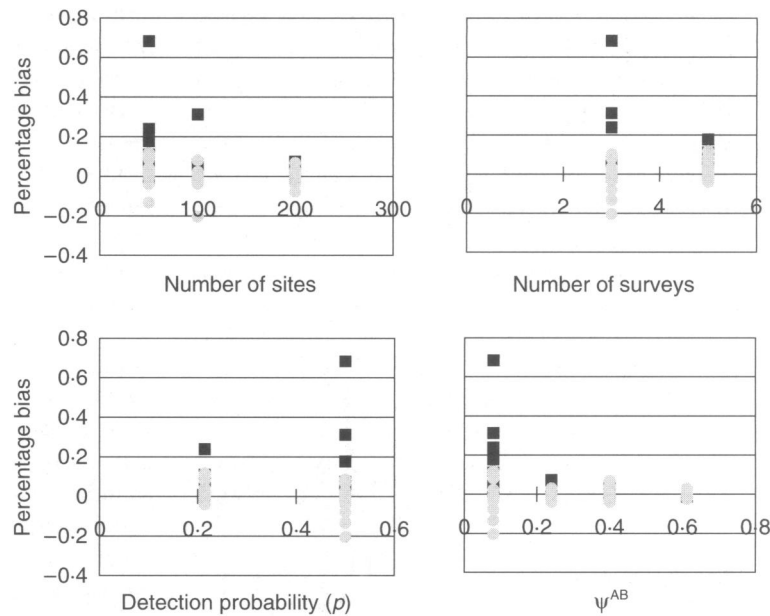 0·8
0·6
0·4
0·2
0
−0·2
−0·4
Percentage bias
0 100 200 300
Number of sites
2 4 6
Number of surveys
0·8
0·6
0·4
0·2
0
−0·2
−0·4
Percentage bias
0 0·2 0·4 0·6
Detection probability (p)
0 0·2 0·4 0·6 0·8
ψAB